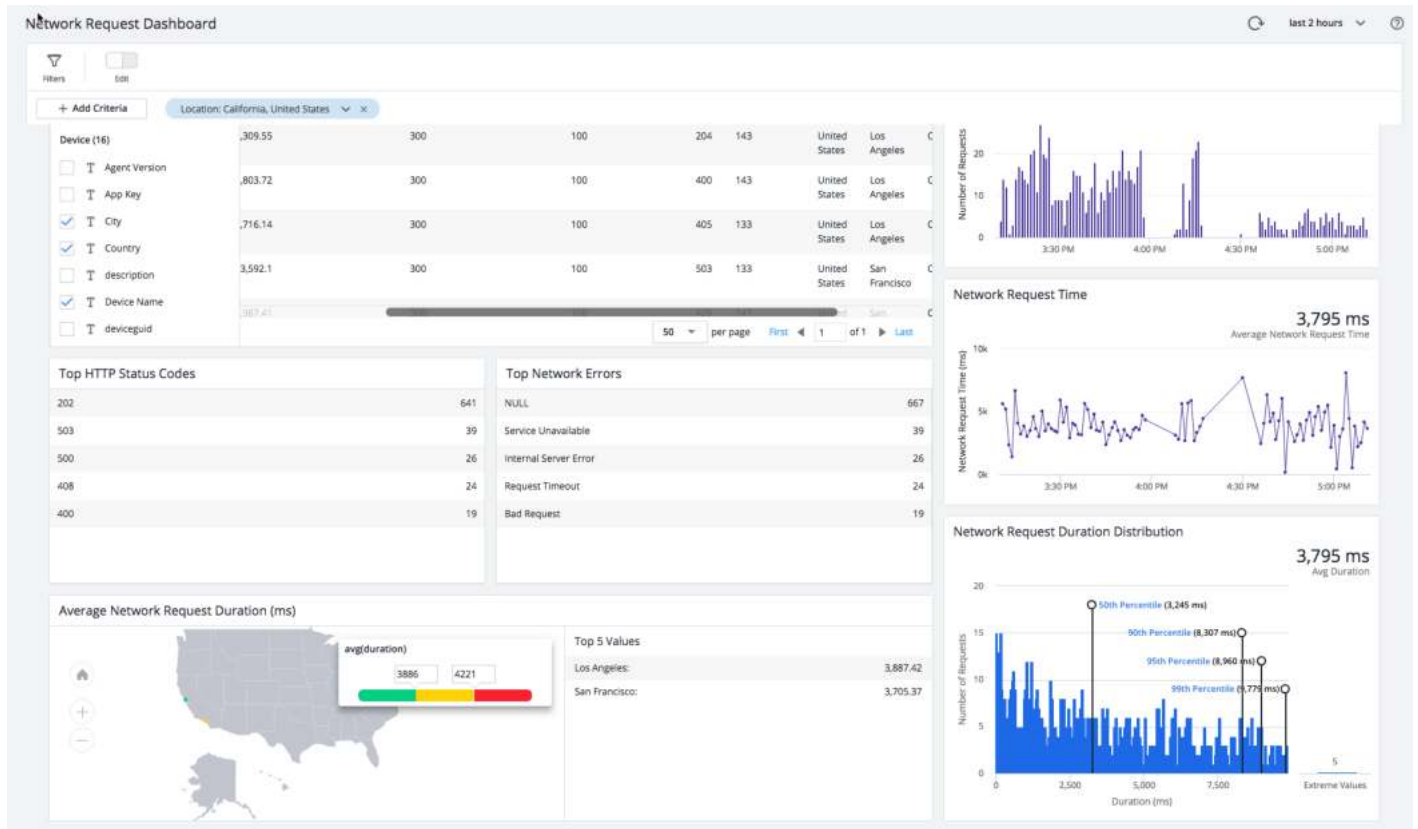 Network Request Dashboard
last 2 hours
Filters
Edit
+ Add Criteria
Location: California, United States
Device (16)
T Agent Version
T App Key
T City
T Country
T description
T Device Name
T deviceguid
,309.55 300 100 204 143 United States Los Angeles
,803.72 300 100 400 143 United States Los Angeles
,716.14 300 100 405 133 United States Los Angeles
3,592.1 300 100 503 133 United States San Francisco
50 per page First 1 of 1 Last
Number of Requests
20
10
0
3:30 PM 4:00 PM 4:30 PM 5:00 PM
Network Request Time
3,795 ms
Average Network Request Time
Network Request Time (ms)
10k
5k
0k
3:30 PM 4:00 PM 4:30 PM 5:00 PM
Top HTTP Status Codes
202 641
503 39
500 26
408 24
400 19
Top Network Errors
NULL 667
Service Unavailable 39
Internal Server Error 26
Request Timeout 24
Bad Request 19
Network Request Duration Distribution
3,795 ms
Avg Duration
Number of Requests
20
15
10
5
0
50th Percentile (3,245 ms)
90th Percentile (8,307 ms)
95th Percentile (8,960 ms)
99th Percentile (9,779 ms)
0 2,500 5,000 7,500
Duration (ms)
5
Extreme Values
Average Network Request Duration (ms)
avg(duration)
3886 4221
Top 5 Values
Los Angeles: 3,887.42
San Francisco: 3,705.37